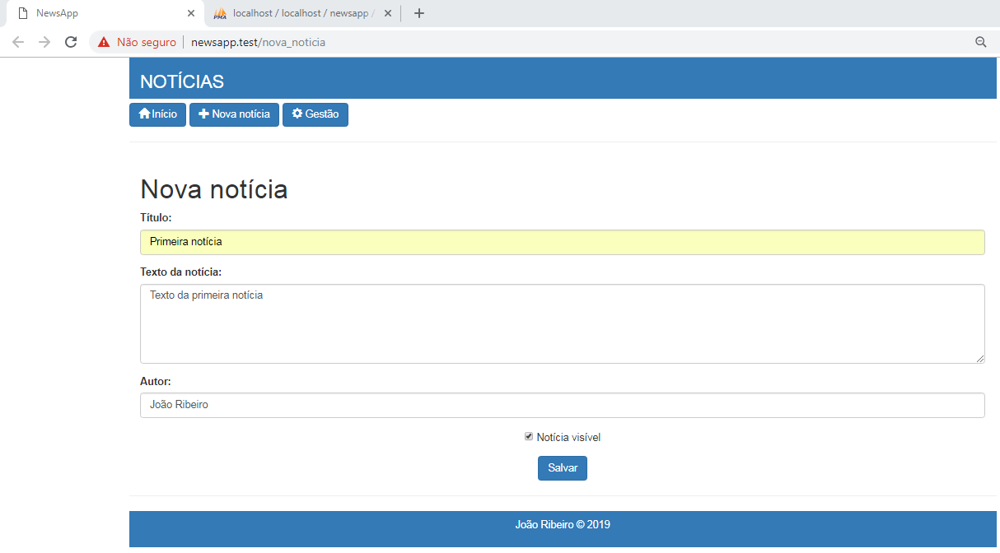 NewsApp
PMA localhost / localhost / newsapp /
Não seguro newsapp.test/nova_noticia
NOTÍCIAS
Início Nova notícia Gestão
Nova notícia
Título:
Primeira notícia
Texto da notícia:
Texto da primeira notícia
Autor:
João Ribeiro
Notícia visível
Salvar
João Ribeiro © 2019